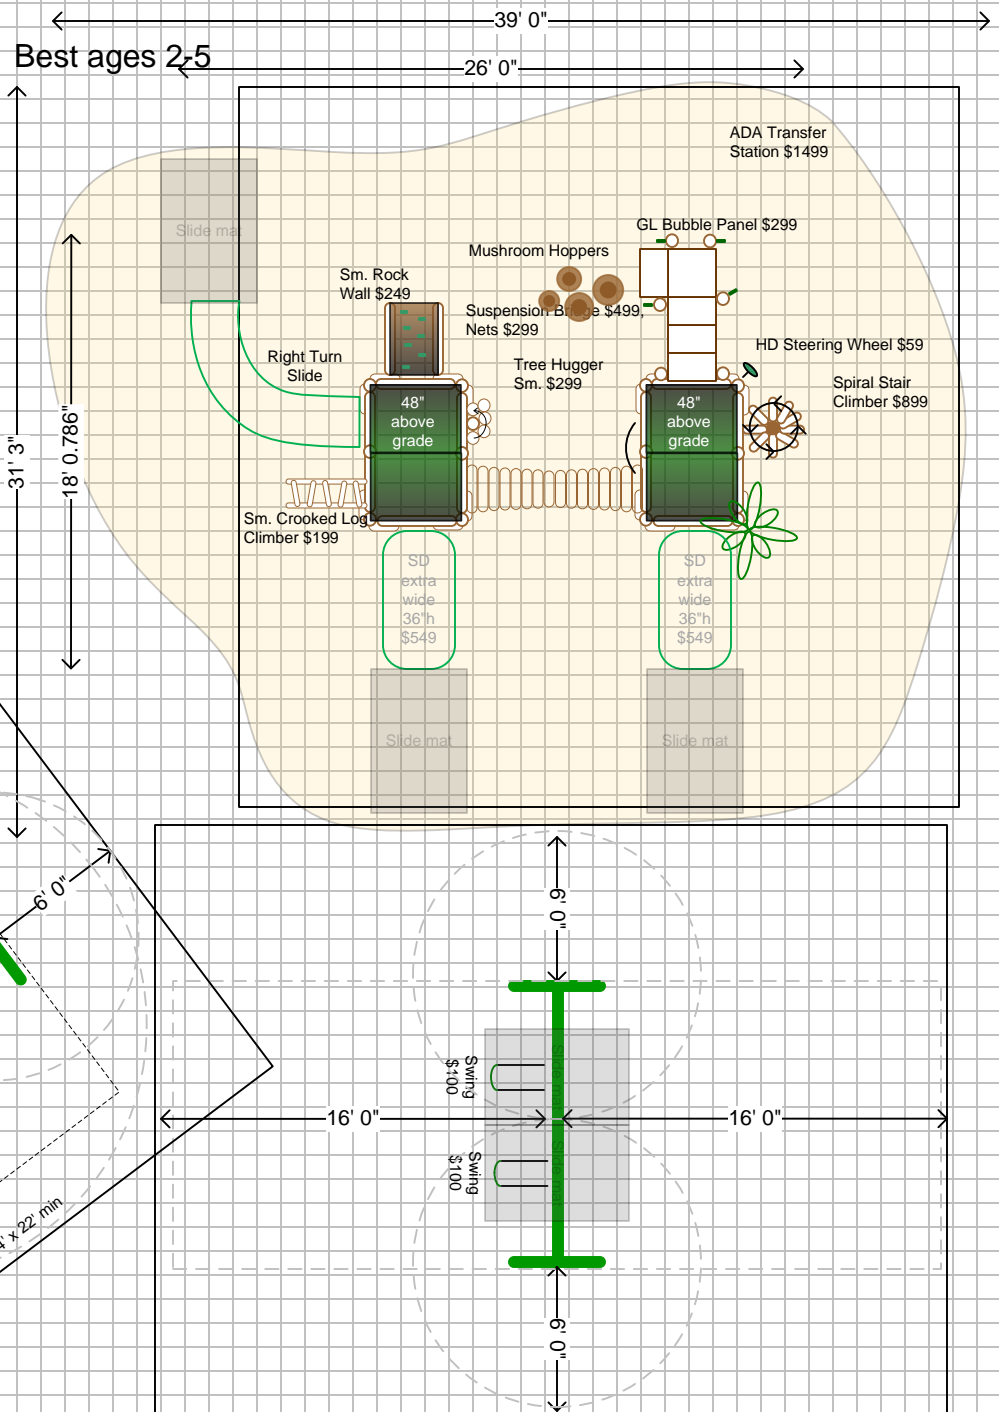 39' 0"
Best ages 2-5
26' 0"
ADA Transfer
Station $1499
GL Bubble Panel $299
Slide mat
Mushroom Hoppers
Sm. Rock
Wall $249
Suspension Bridge $499,
Nets $299
HD Steering Wheel $59
Right Turn
Slide
Tree Hugger
Sm. $299
Spiral Stair
Climber $899
48"
above
grade
48"
above
grade
31' 3"
18' 0.786"
Sm. Crooked Log
Climber $199
SD
extra
wide
36"h
$549
SD
extra
wide
36"h
$549
Slide mat
Slide mat
6' 0"
6' 0"
Swing
$100
Slide mat
16' 0"
16' 0"
Swing
$100
Slide mat
' x 22' min
6' 0"